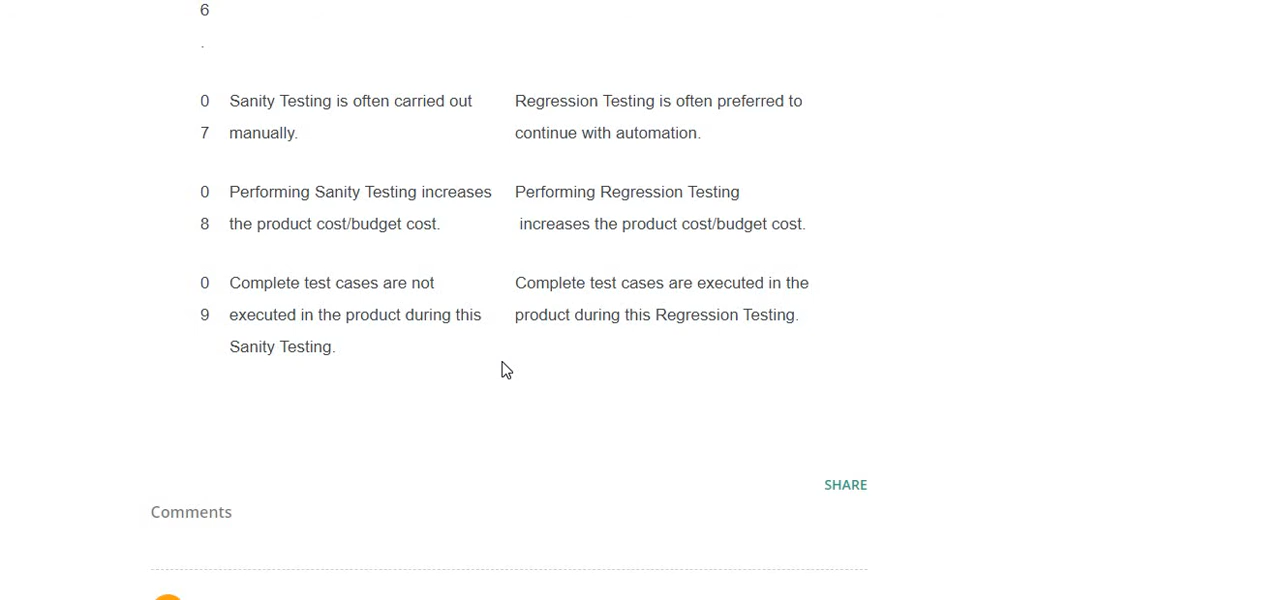 6
.
0 Sanity Testing is often carried out Regression Testing is often preferred to
7 manually. continue with automation.
0 Performing Sanity Testing increases Performing Regression Testing
8 the product cost/budget cost. increases the product cost/budget cost.
0 Complete test cases are not Complete test cases are executed in the
9 executed in the product during this product during this Regression Testing.
Sanity Testing.
SHARE
Comments